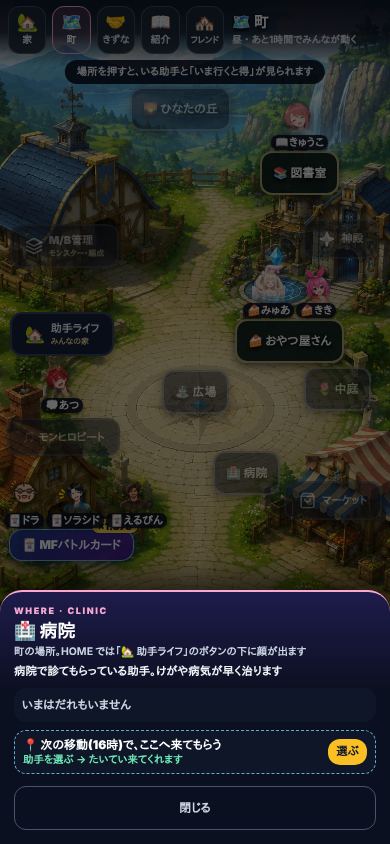 家
町
きずな
紹介
フレンド
🗺️ 町
昼・あと1時間でみんなが動く
場所を押すと、いる助手と「いま行くと得」が見られます
ひなたの丘
きゅうこ
図書室
M/B管理
モンスター・編成
神殿
みゅあ
きき
助手ライフ
みんなの家
おやつ屋さん
あつ
広場
中庭
モンヒロビート
病院
マーケット
ドラ
ソラシド
えるぴん
MFバトルカード
WHERE · CLINIC
🏥 病院
町の場所。HOME では「🏡 助手ライフ」のボタンの下に顔が出ます
病院で診てもらっている助手。けがや病気が早く治ります
いまはだれもいません
📍 次の移動(16時)で、ここへ来てもらう
助手を選ぶ → たいてい来てくれます
選ぶ
閉じる